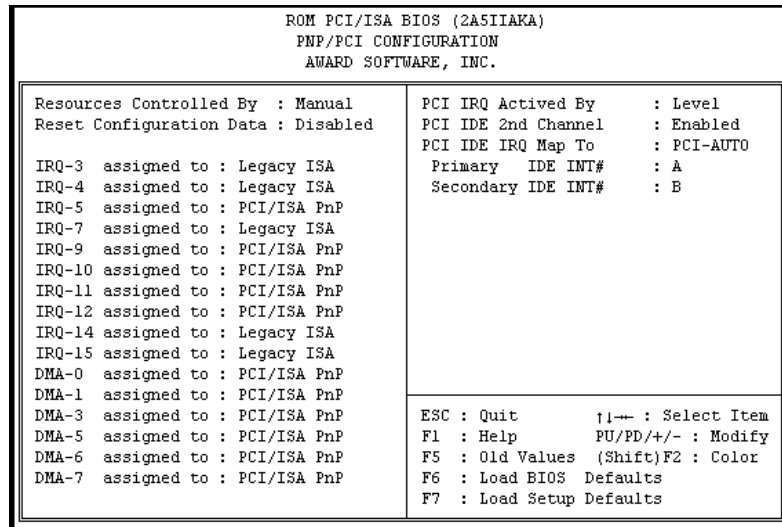 ROM PCI/ISA BIOS (2A5IIAKA)
PNP/PCI CONFIGURATION
AWARD SOFTWARE, INC.
Resources Controlled By : Manual
Reset Configuration Data : Disabled
IRQ-3 assigned to : Legacy ISA
IRQ-4 assigned to : Legacy ISA
IRQ-5 assigned to : PCI/ISA PnP
IRQ-7 assigned to : Legacy ISA
IRQ-9 assigned to : PCI/ISA PnP
IRQ-10 assigned to : PCI/ISA PnP
IRQ-11 assigned to : PCI/ISA PnP
IRQ-12 assigned to : PCI/ISA PnP
IRQ-14 assigned to : Legacy ISA
IRQ-15 assigned to : Legacy ISA
DMA-0 assigned to : PCI/ISA PnP
DMA-1 assigned to : PCI/ISA PnP
DMA-3 assigned to : PCI/ISA PnP
DMA-5 assigned to : PCI/ISA PnP
DMA-6 assigned to : PCI/ISA PnP
DMA-7 assigned to : PCI/ISA PnP
PCI IRQ Actived By : Level
PCI IDE 2nd Channel : Enabled
PCI IDE IRQ Map To : PCI-AUTO
Primary IDE INT# : A
Secondary IDE INT# : B
ESC : Quit ↑↓→← : Select Item
F1 : Help PU/PD/+/- : Modify
F5 : Old Values (Shift)F2 : Color
F6 : Load BIOS Defaults
F7 : Load Setup Defaults